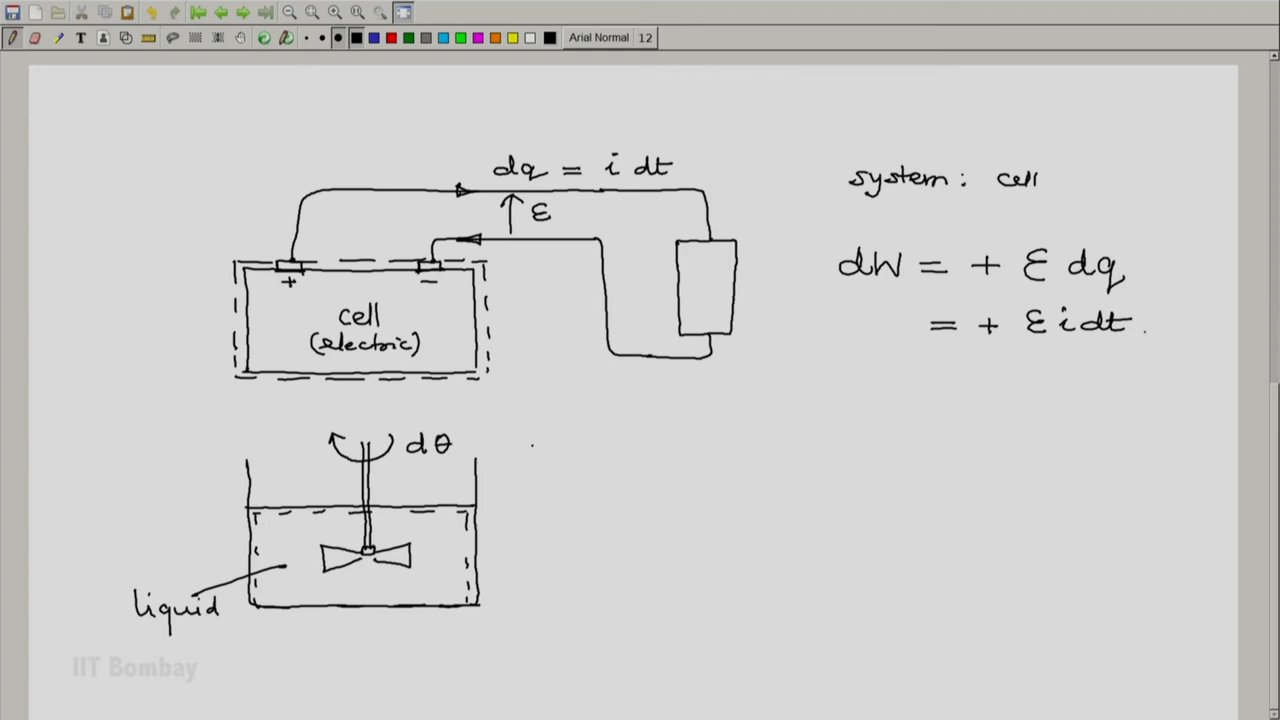 Arial Normal 12
dq = i dt
ε
system: cell
+ −
cell
(electric)
dW = + ε dq
= + ε i dt.
dθ
liquid
IIT Bombay